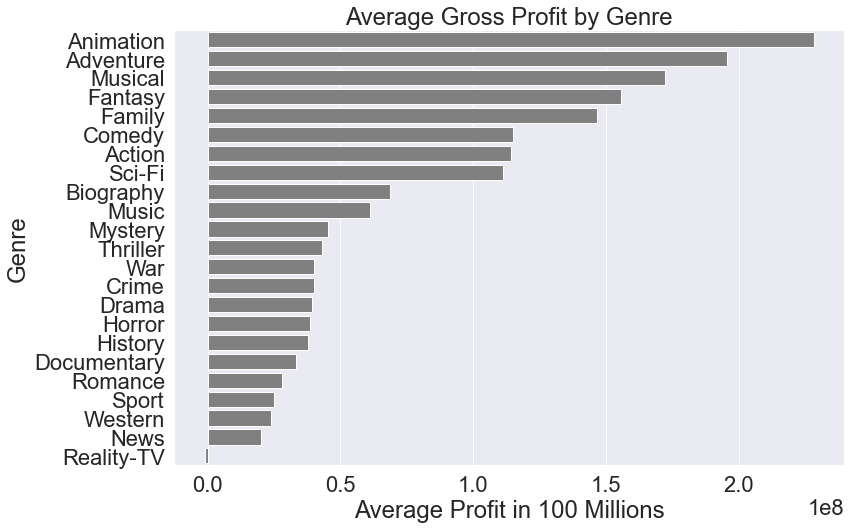 Average Gross Profit by Genre
Genre
Animation
Adventure
Musical
Fantasy
Family
Comedy
Action
Sci-Fi
Biography
Music
Mystery
Thriller
War
Crime
Drama
Horror
History
Documentary
Romance
Sport
Western
News
Reality-TV
0.0 0.5 1.0 1.5 2.0
1e8
Average Profit in 100 Millions